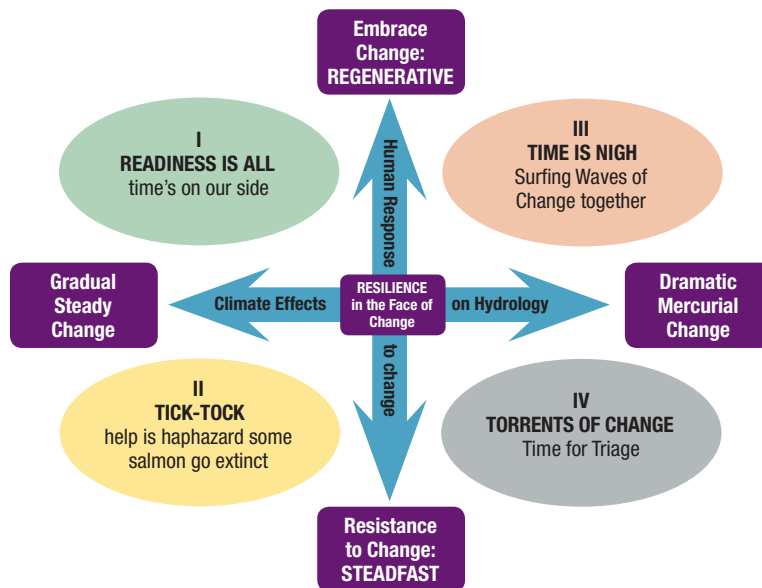 Embrace
Change:
REGENERATIVE
I
READINESS IS ALL
time's on our side
III
TIME IS NIGH
Surfing Waves of
Change together
Human Response
to change
Gradual
Steady
Change
Climate Effects
RESILIENCE
in the Face of
Change
on Hydrology
Dramatic
Mercurial
Change
II
TICK-TOCK
help is haphazard some
salmon go extinct
IV
TORRENTS OF CHANGE
Time for Triage
Resistance
to Change:
STEADFAST